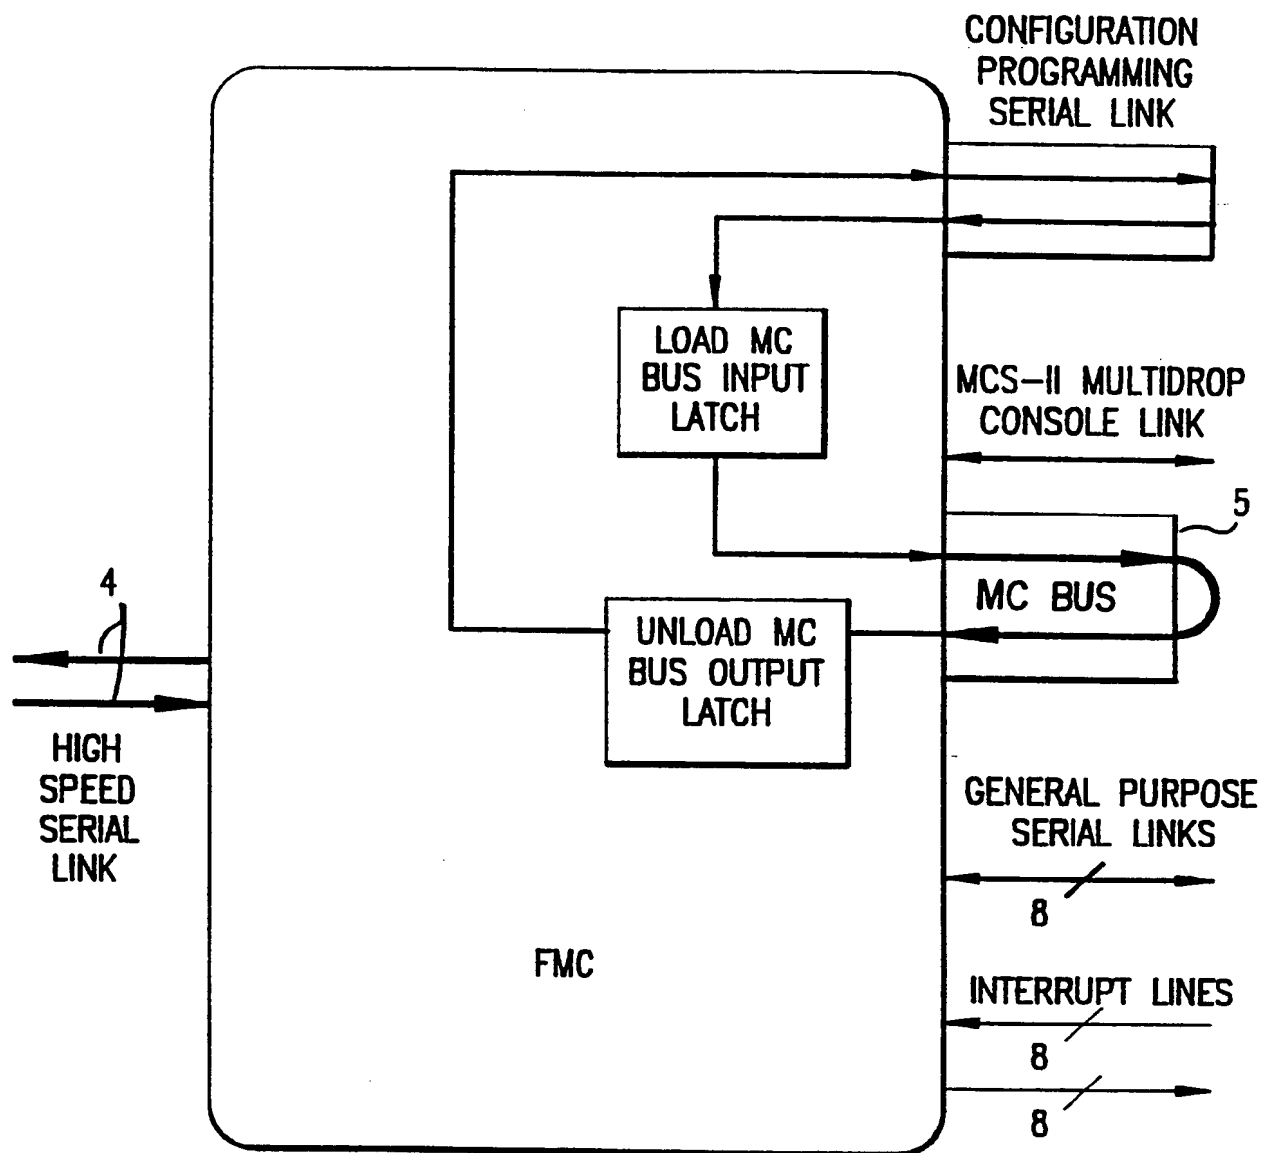 CONFIGURATION
PROGRAMMING
SERIAL LINK
LOAD MC
BUS INPUT
LATCH
MCS-II MULTIDROP
CONSOLE LINK
5
MC BUS
4
UNLOAD MC
BUS OUTPUT
LATCH
HIGH
SPEED
SERIAL
LINK
GENERAL PURPOSE
SERIAL LINKS
8
FMC
INTERRUPT LINES
8
8